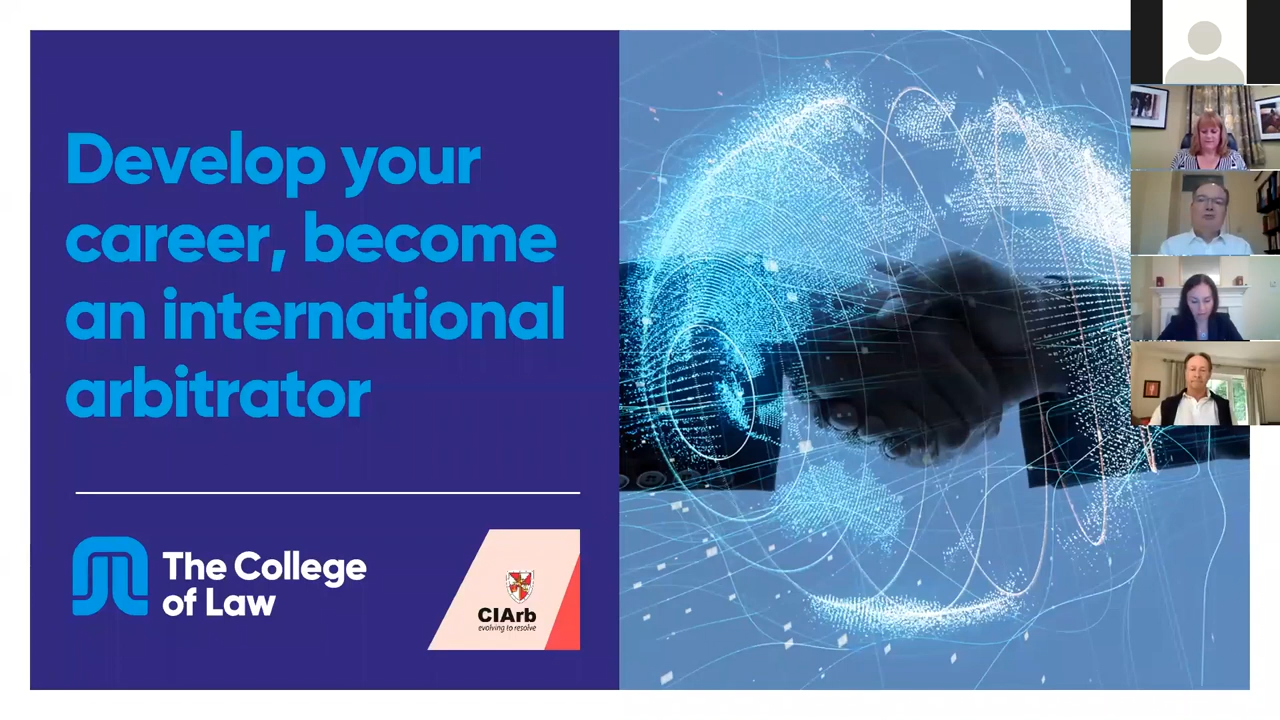 Develop your
career, become
an international
arbitrator
The College
of Law
CIArb
evolving to resolve